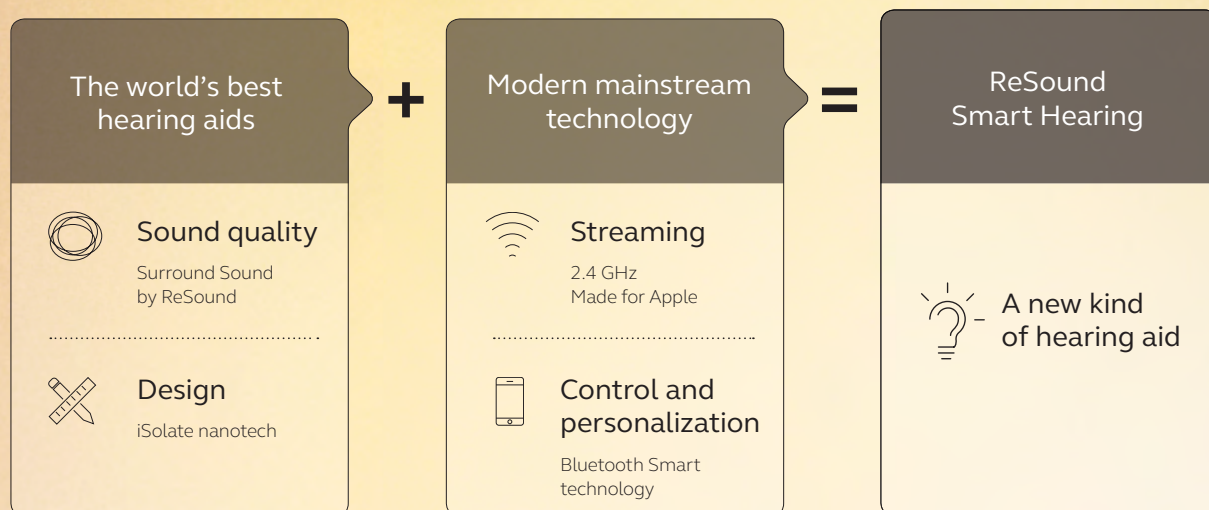 The world's best
hearing aids
+
Modern mainstream
technology
=
ReSound
Smart Hearing
Sound quality
Surround Sound
by ReSound
Design
iSolate nanotech
Streaming
2.4 GHz
Made for Apple
Control and
personalization
Bluetooth Smart
technology
A new kind
of hearing aid